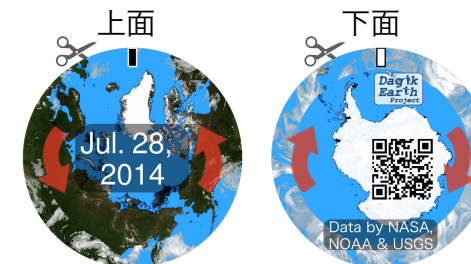 上面
下面
Jul. 28,
2014
Dagik
Earth
Project
Data by NASA,
NOAA & USGS